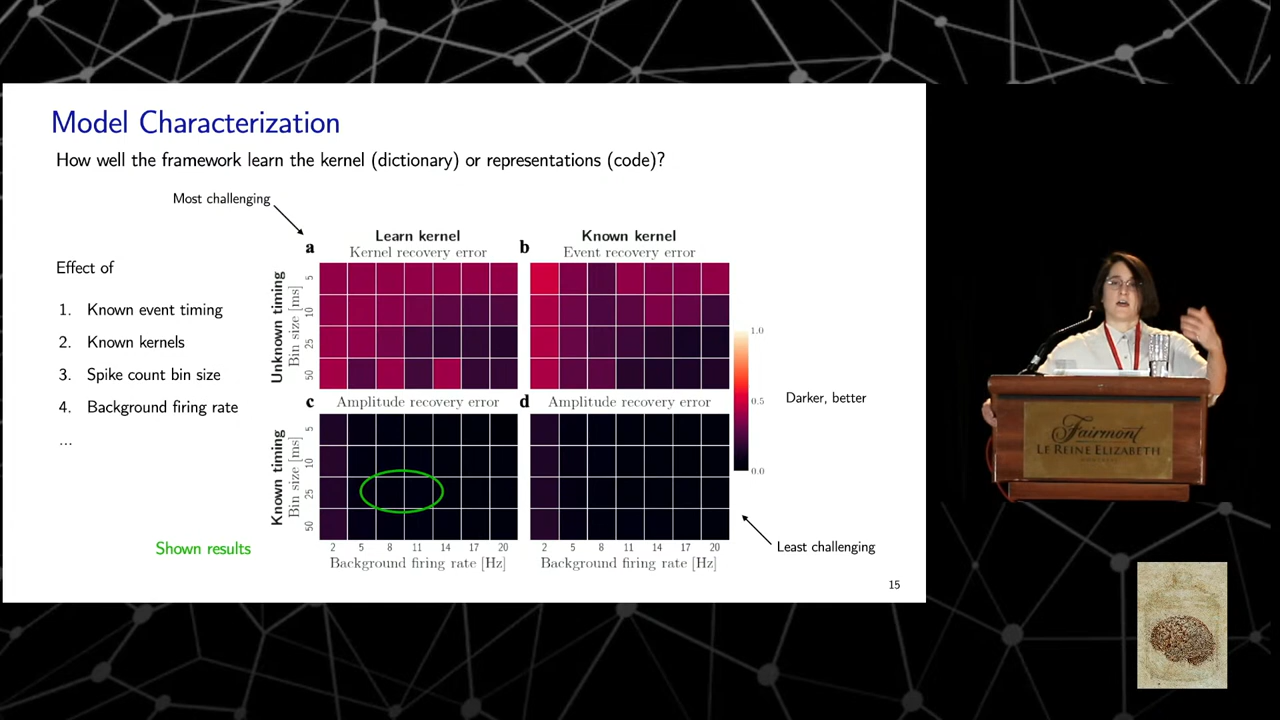 Model Characterization
How well the framework learn the kernel (dictionary) or representations (code)?
Most challenging
Effect of
1. Known event timing
2. Known kernels
3. Spike count bin size
4. Background firing rate
...
Shown results
Learn kernel
Known kernel
a
Kernel recovery error
b
Event recovery error
Unknown timing
Bin size [ms]
5
10
25
50
c
Amplitude recovery error
d
Amplitude recovery error
Known timing
Bin size [ms]
5
10
25
50
2 5 8 11 14 17 20
2 5 8 11 14 17 20
Background firing rate [Hz]
Background firing rate [Hz]
1.0
0.5
0.0
Darker, better
Least challenging
15
Fairmont
LE REINE ELIZABETH